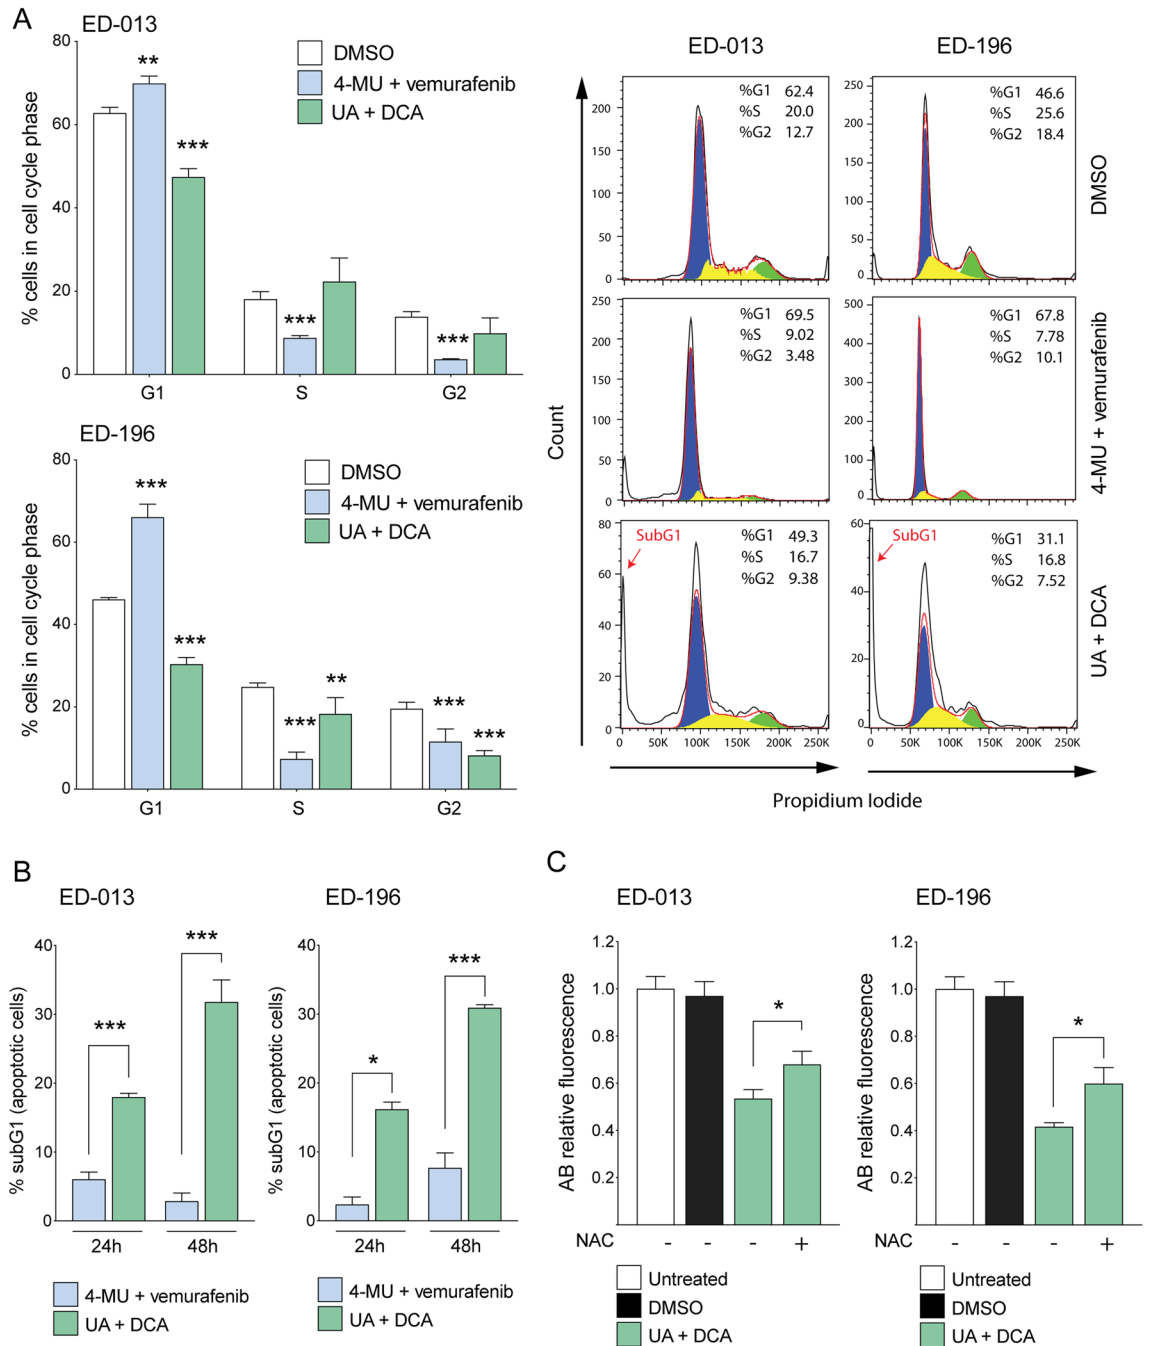 A
ED-013
% cells in cell cycle phase
80
60
40
20
0
**
***
***
***
G1
S
G2
DMSO
4-MU + vemurafenib
UA + DCA
ED-196
% cells in cell cycle phase
80
60
40
20
0
***
***
***
**
***
***
G1
S
G2
DMSO
4-MU + vemurafenib
UA + DCA
ED-013
ED-196
%G1 62.4
%S 20.0
%G2 12.7
200
150
100
50
0
%G1 46.6
%S 25.6
%G2 18.4
250
200
150
100
50
0
DMSO
%G1 69.5
%S 9.02
%G2 3.48
250
200
150
100
50
0
%G1 67.8
%S 7.78
%G2 10.1
500
400
300
200
100
0
4-MU + vemurafenib
Count
SubG1
%G1 49.3
%S 16.7
%G2 9.38
80
60
40
20
0
0 50K 100K 150K 200K 250K
SubG1
%G1 31.1
%S 16.8
%G2 7.52
60
40
20
0
0 50K 100K 150K 200K 250K
UA + DCA
Propidium Iodide
B
ED-013
% subG1 (apoptotic cells)
40
30
20
10
0
***
***
24h
48h
4-MU + vemurafenib
UA + DCA
ED-196
% subG1 (apoptotic cells)
40
30
20
10
0
*
***
24h
48h
4-MU + vemurafenib
UA + DCA
C
ED-013
AB relative fluorescence
1.2
1.0
0.8
0.6
0.4
0.2
*
NAC - - - +
Untreated
DMSO
UA + DCA
ED-196
AB relative fluorescence
1.2
1.0
0.8
0.6
0.4
0.2
*
NAC - - - +
Untreated
DMSO
UA + DCA